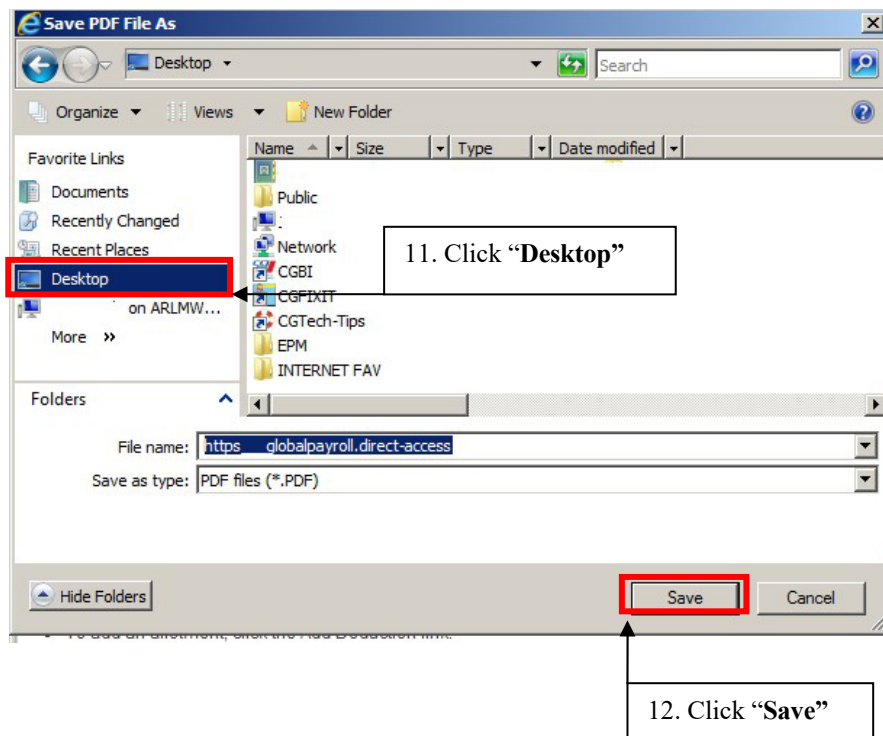 Save PDF File As
Desktop
Search
Organize Views New Folder
Favorite Links
Documents
Recently Changed
Recent Places
Desktop
on ARLMW...
More »
Name Size Type Date modified
Public
:
Network
CGBI
CGFIXIT
CGTech-Tips
EPM
INTERNET FAV
11. Click “Desktop”
Folders
File name: https__globalpayroll.direct-access
Save as type: PDF files (*.PDF)
Hide Folders
Save
Cancel
12. Click “Save”